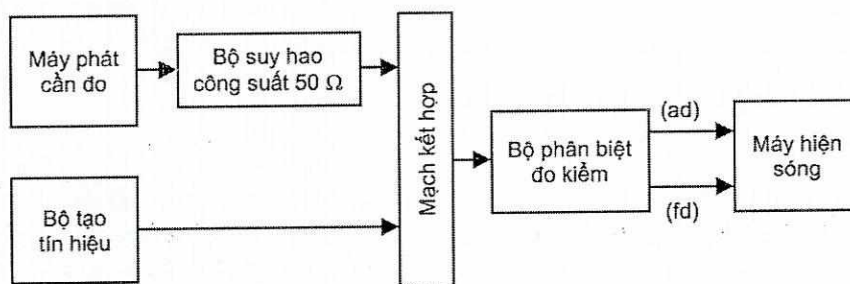 Máy phát
cần đo
Bộ suy hao
công suất 50 Ω
Mạch kết hợp
Bộ tạo
tín hiệu
Bộ phân biệt
đo kiểm
(ad)
(fd)
Máy hiện
sóng